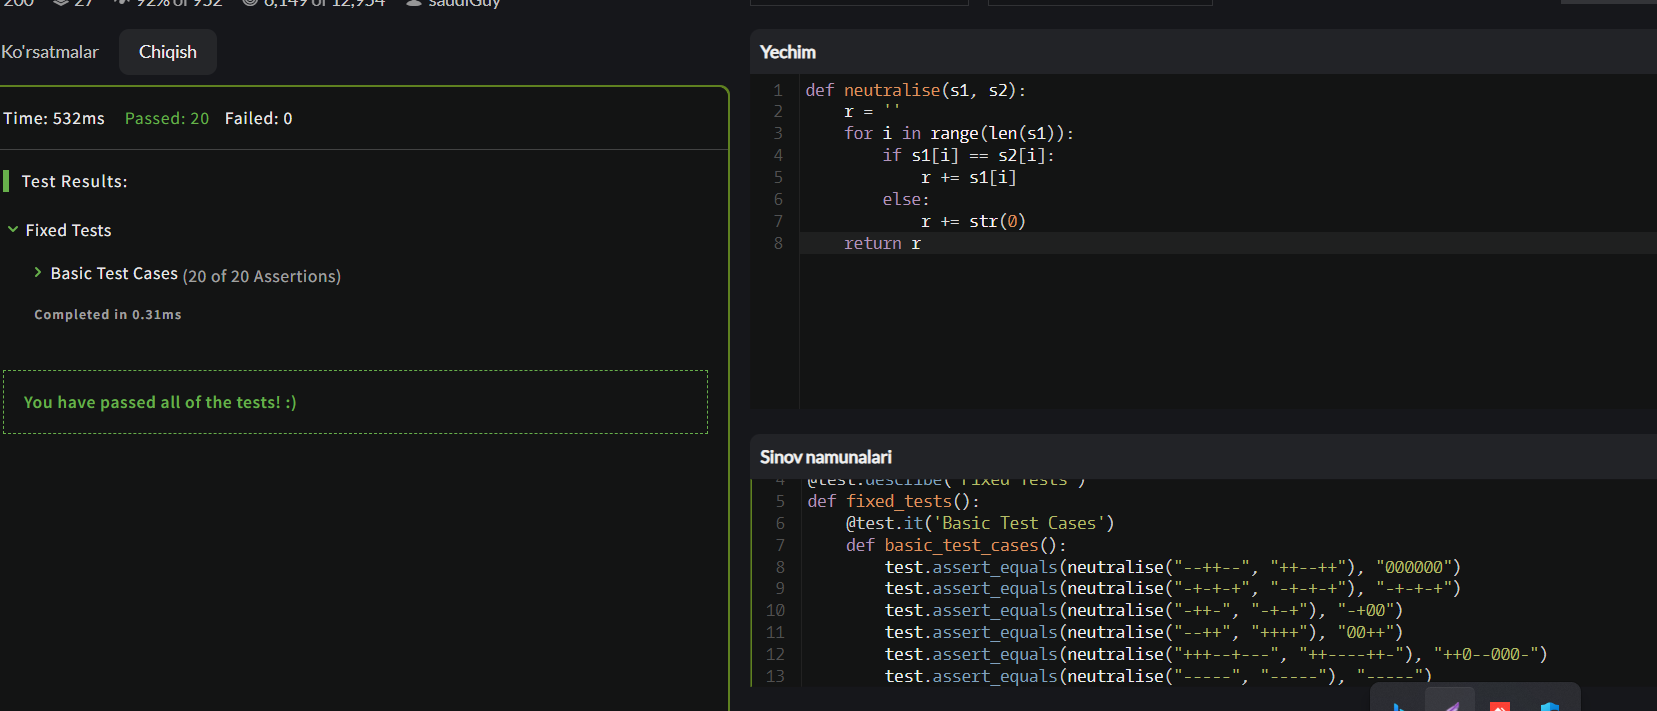 200 27 92% of 952 6,149 of 12,954 saudiGuy
Ko'rsatmalar Chiqish
Time: 532ms Passed: 20 Failed: 0
Test Results:
Fixed Tests
Basic Test Cases (20 of 20 Assertions)
Completed in 0.31ms
You have passed all of the tests! :)
Yechim
1 def neutralise(s1, s2):
2     r = ''
3     for i in range(len(s1)):
4         if s1[i] == s2[i]:
5             r += s1[i]
6         else:
7             r += str(0)
8     return r
Sinov namunalari
4 @test.describe('Fixed Tests')
5 def fixed_tests():
6     @test.it('Basic Test Cases')
7     def basic_test_cases():
8         test.assert_equals(neutralise("--++--", "++--++"), "000000")
9         test.assert_equals(neutralise("-+-+-+", "-+-+-+"), "-+-+-+")
10         test.assert_equals(neutralise("-++-", "-+-+"), "-+00")
11         test.assert_equals(neutralise("--++", "++++"), "00++")
12         test.assert_equals(neutralise("+++--+---", "++----++-"), "++0--000-")
13         test.assert_equals(neutralise("-----", "-----"), "-----")